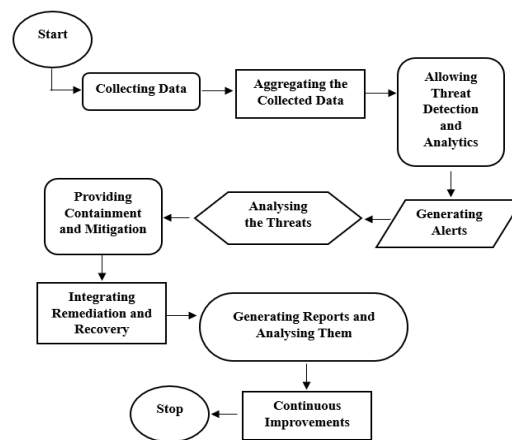 Start
Collecting Data
Aggregating the
Collected Data
Allowing
Threat
Detection
and
Analytics
Generating
Alerts
Analysing
the Threats
Providing
Containment
and Mitigation
Integrating
Remediation and
Recovery
Generating Reports and
Analysing Them
Continuous
Improvements
Stop